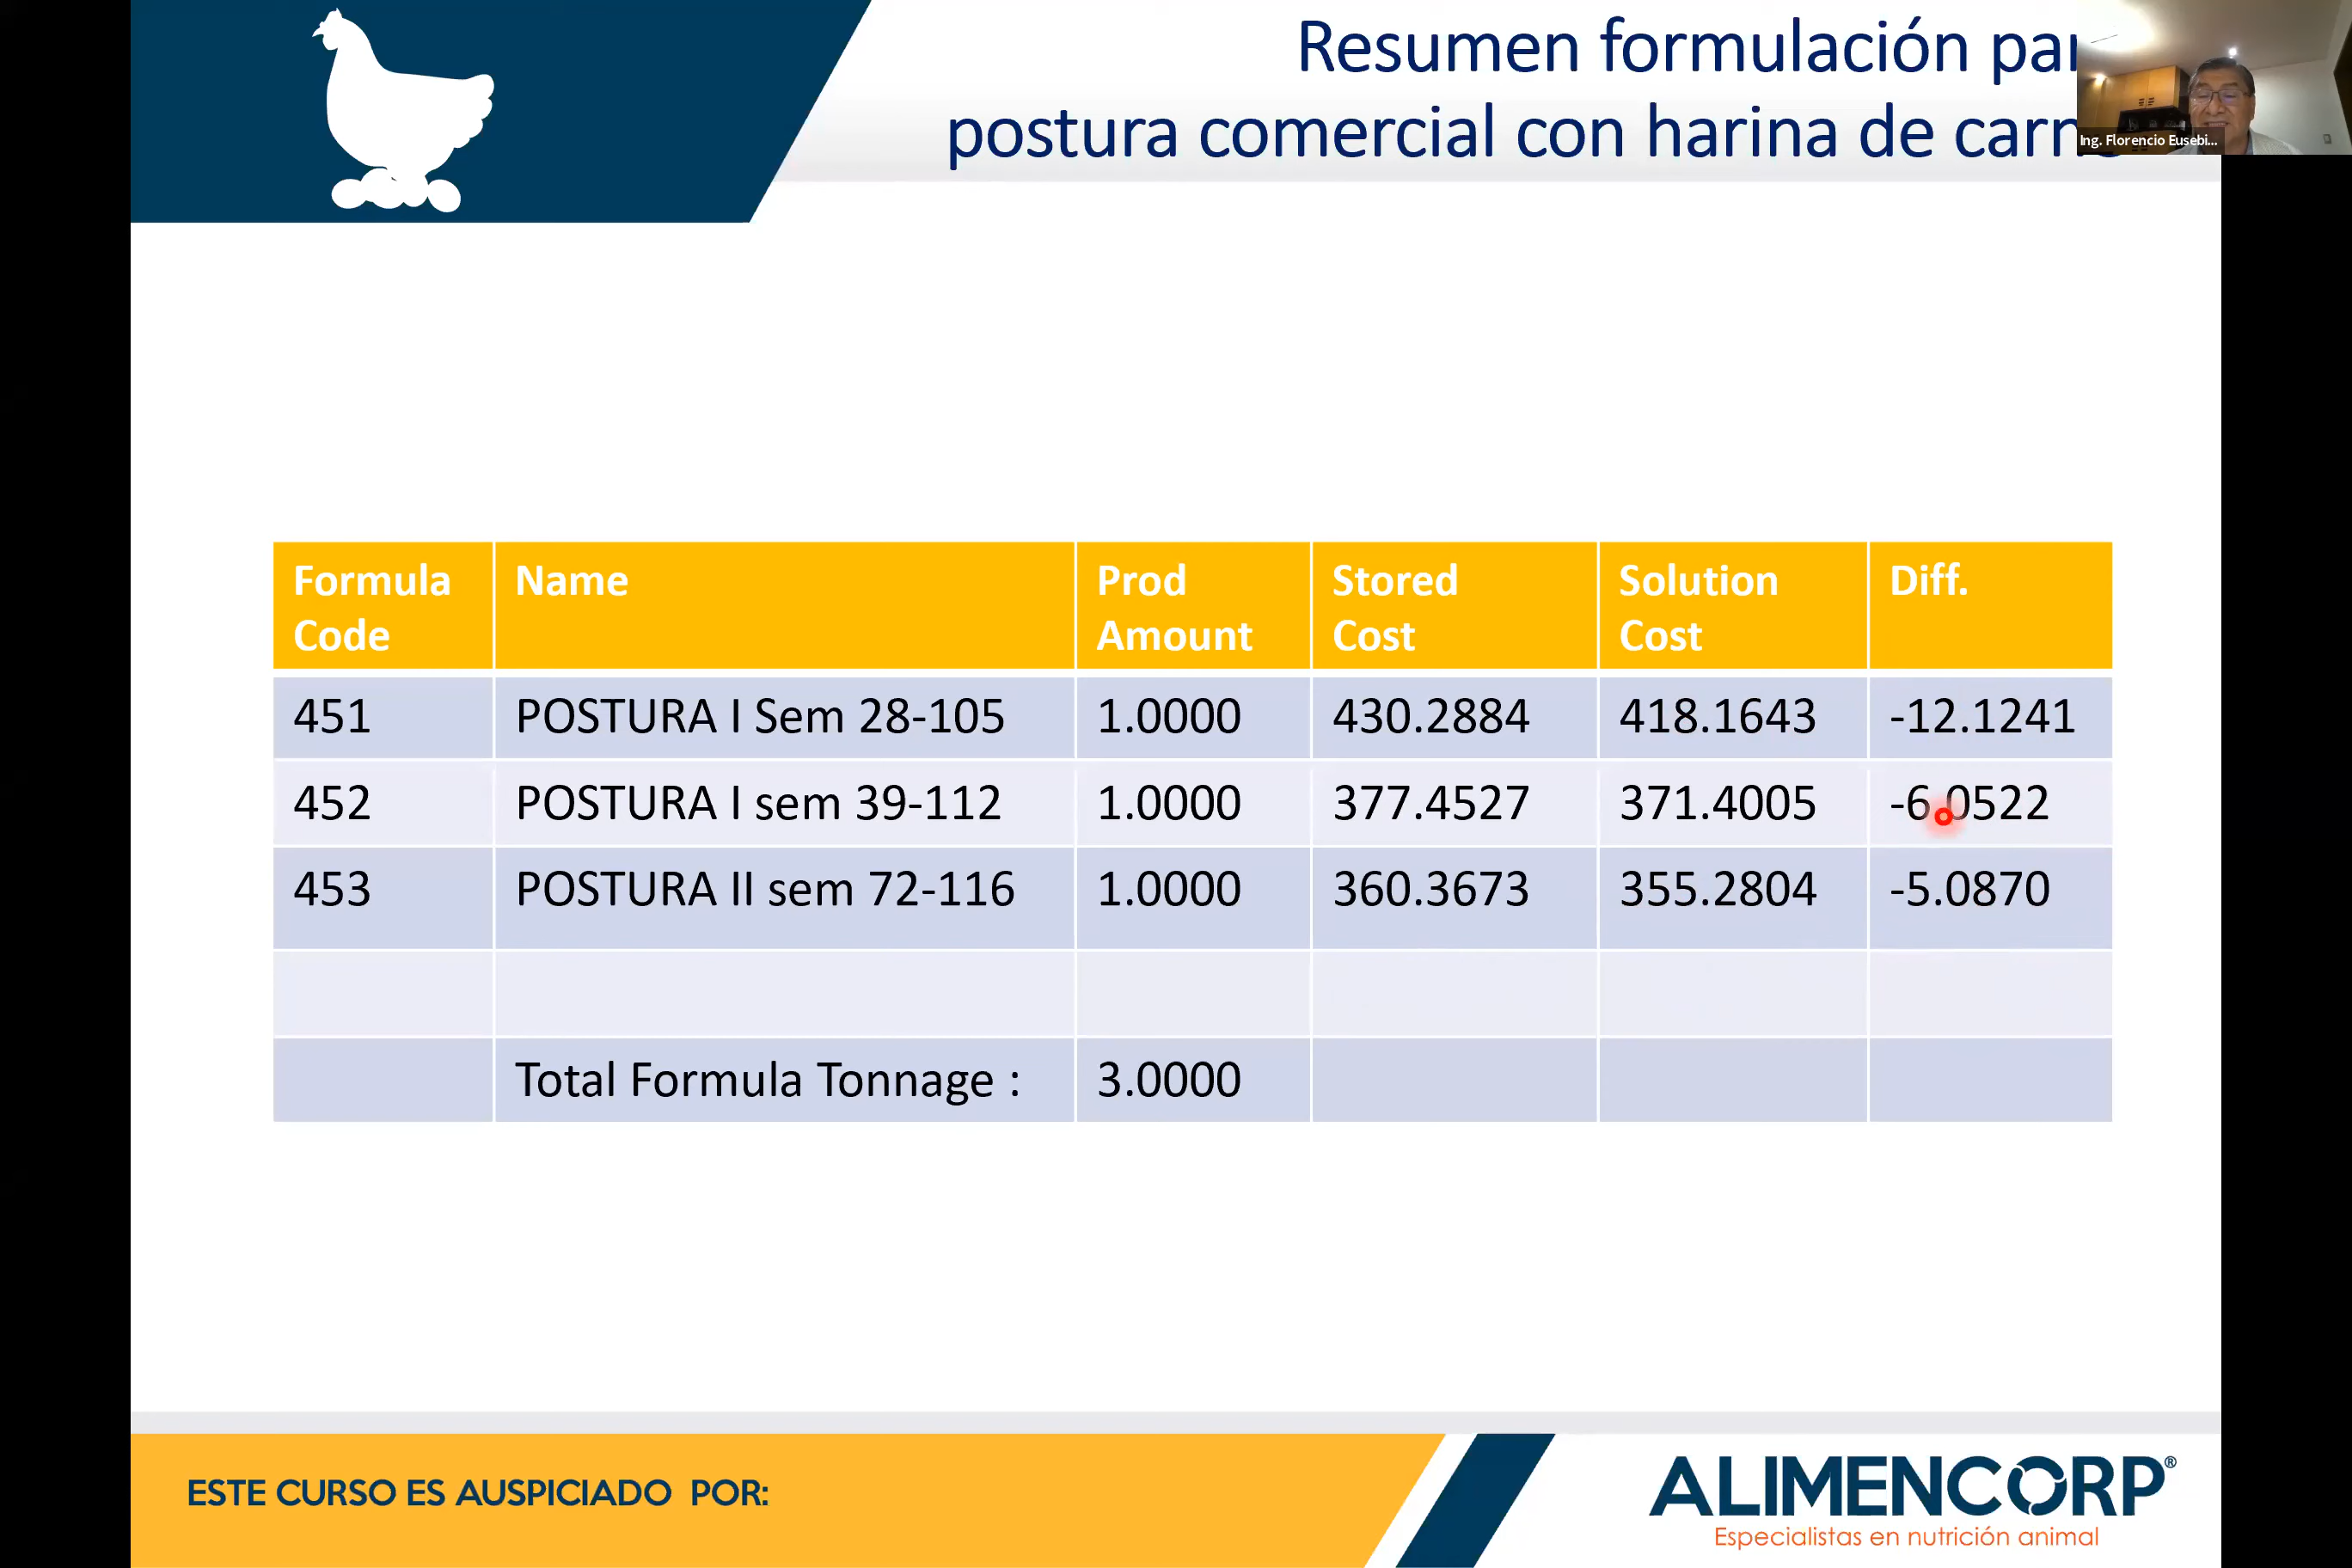 Resumen formulación par
postura comercial con harina de carn
Ing. Florencio Eusebi...
Formula Code Name Prod Amount Stored Cost Solution Cost Diff.
451 POSTURA I Sem 28-105 1.0000 430.2884 418.1643 -12.1241
452 POSTURA I sem 39-112 1.0000 377.4527 371.4005 -6.0522
453 POSTURA II sem 72-116 1.0000 360.3673 355.2804 -5.0870
Total Formula Tonnage : 3.0000
ESTE CURSO ES AUSPICIADO POR:
ALIMENCORP®
Especialistas en nutrición animal